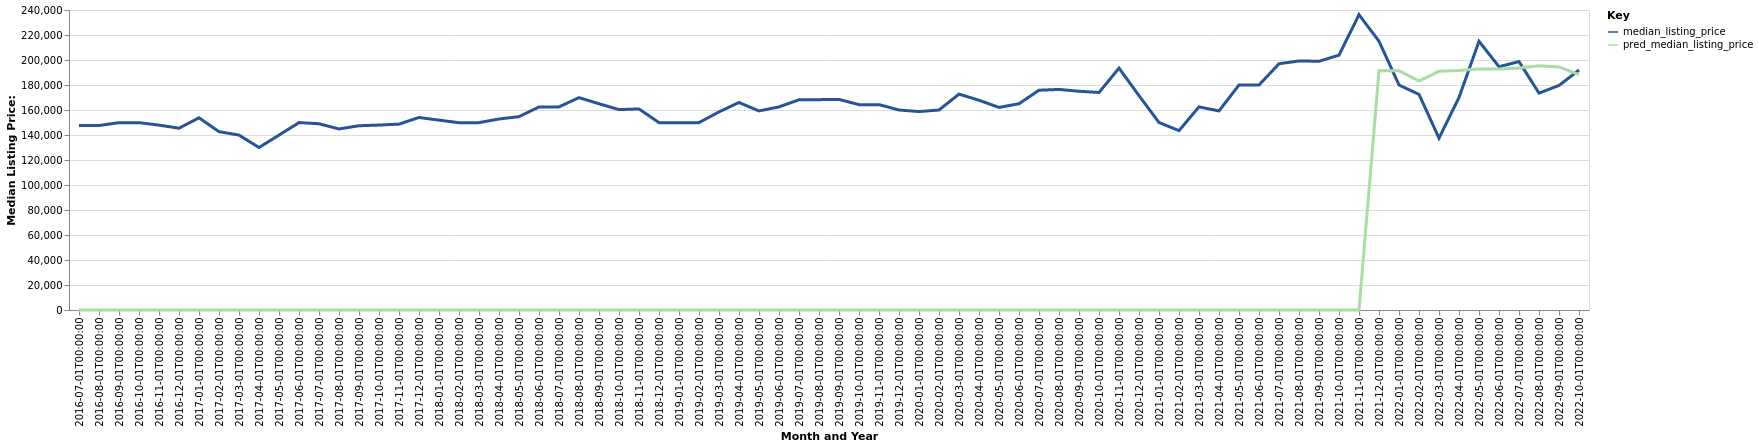 240,000
220,000
200,000
180,000
160,000
140,000
120,000
100,000
80,000
60,000
40,000
20,000
0
Median Listing Price:
2016-07-01T00:00:00
2016-08-01T00:00:00
2016-09-01T00:00:00
2016-10-01T00:00:00
2016-11-01T00:00:00
2016-12-01T00:00:00
2017-01-01T00:00:00
2017-02-01T00:00:00
2017-03-01T00:00:00
2017-04-01T00:00:00
2017-05-01T00:00:00
2017-06-01T00:00:00
2017-07-01T00:00:00
2017-08-01T00:00:00
2017-09-01T00:00:00
2017-10-01T00:00:00
2017-11-01T00:00:00
2017-12-01T00:00:00
2018-01-01T00:00:00
2018-02-01T00:00:00
2018-03-01T00:00:00
2018-04-01T00:00:00
2018-05-01T00:00:00
2018-06-01T00:00:00
2018-07-01T00:00:00
2018-08-01T00:00:00
2018-09-01T00:00:00
2018-10-01T00:00:00
2018-11-01T00:00:00
2018-12-01T00:00:00
2019-01-01T00:00:00
2019-02-01T00:00:00
2019-03-01T00:00:00
2019-04-01T00:00:00
2019-05-01T00:00:00
2019-06-01T00:00:00
2019-07-01T00:00:00
2019-08-01T00:00:00
2019-09-01T00:00:00
2019-10-01T00:00:00
2019-11-01T00:00:00
2019-12-01T00:00:00
2020-01-01T00:00:00
2020-02-01T00:00:00
2020-03-01T00:00:00
2020-04-01T00:00:00
2020-05-01T00:00:00
2020-06-01T00:00:00
2020-07-01T00:00:00
2020-08-01T00:00:00
2020-09-01T00:00:00
2020-10-01T00:00:00
2020-11-01T00:00:00
2020-12-01T00:00:00
2021-01-01T00:00:00
2021-02-01T00:00:00
2021-03-01T00:00:00
2021-04-01T00:00:00
2021-05-01T00:00:00
2021-06-01T00:00:00
2021-07-01T00:00:00
2021-08-01T00:00:00
2021-09-01T00:00:00
2021-10-01T00:00:00
2021-11-01T00:00:00
2021-12-01T00:00:00
2022-01-01T00:00:00
2022-02-01T00:00:00
2022-03-01T00:00:00
2022-04-01T00:00:00
2022-05-01T00:00:00
2022-06-01T00:00:00
2022-07-01T00:00:00
2022-08-01T00:00:00
2022-09-01T00:00:00
2022-10-01T00:00:00
Month and Year
Key
median_listing_price
pred_median_listing_price